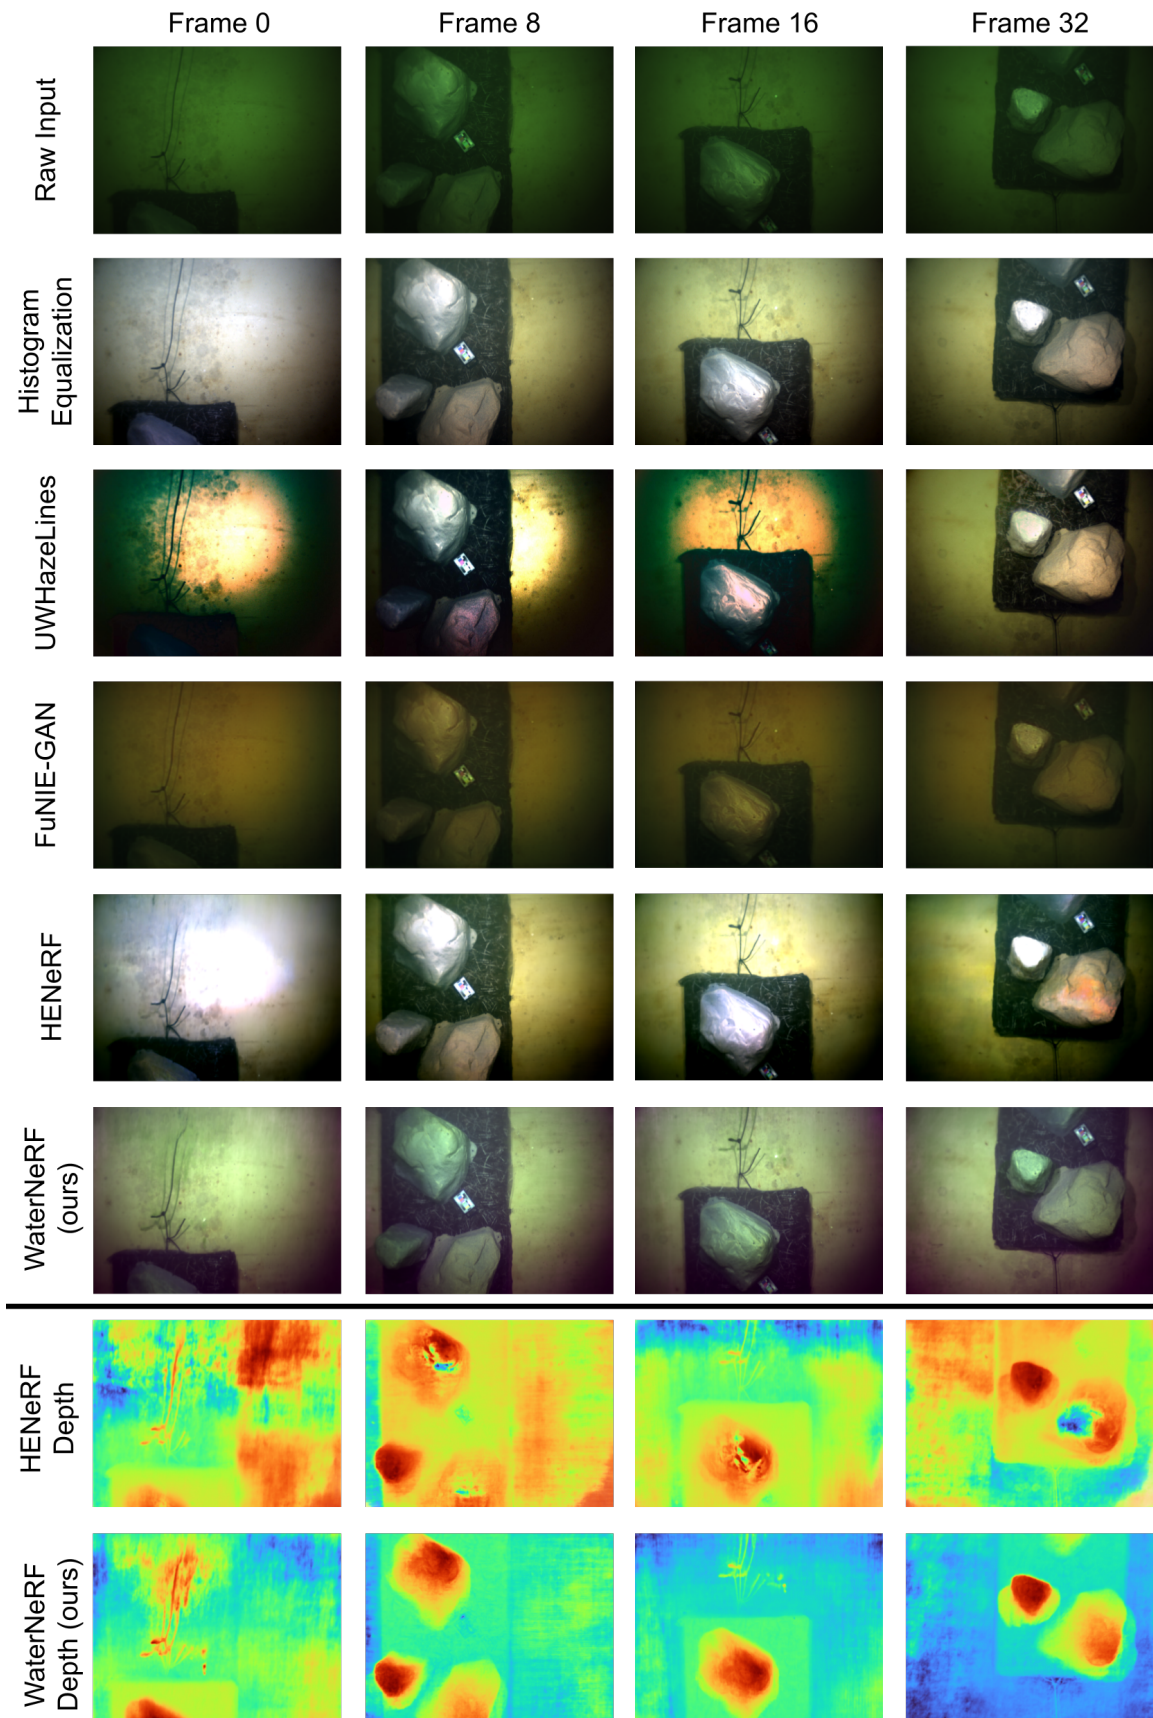 Frame 0
Frame 8
Frame 16
Frame 32
Raw Input
Histogram
Equalization
UWHazeLines
FuNIE-GAN
HENeRF
WaterNeRF
(ours)
HENeRF
Depth
WaterNeRF
Depth (ours)